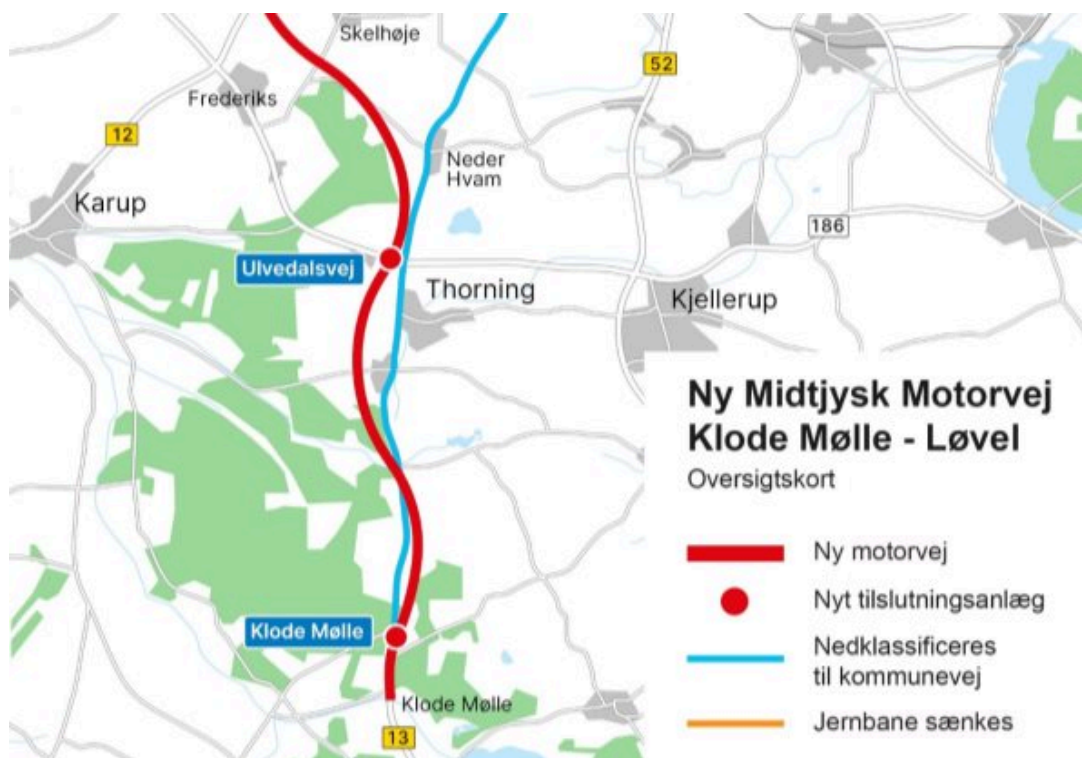 Skelhøje
52
Frederiks
12
Neder
Hvam
Karup
186
Ulvedalsvej
Thorning
Kjellerup
Ny Midtjysk Motorvej
Klode Mølle - Løvel
Oversigtskort
Ny motorvej
Nyt tilslutningsanlæg
Klode Mølle
Nedklassificeres
til kommunevej
Klode Mølle
Jernbane sænkes
13